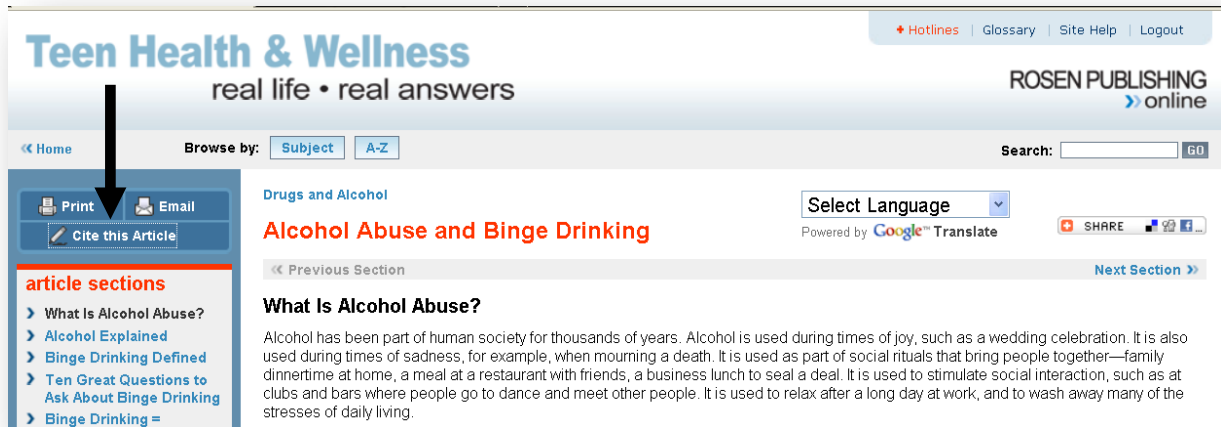 Teen Health & Wellness
real life • real answers
Hotlines | Glossary | Site Help | Logout
ROSEN PUBLISHING
online
Home
Browse by: Subject A-Z
Search: GO
Print Email
Cite this Article
article sections
What Is Alcohol Abuse?
Alcohol Explained
Binge Drinking Defined
Ten Great Questions to
Ask About Binge Drinking
Binge Drinking =
Drugs and Alcohol
Alcohol Abuse and Binge Drinking
Select Language
Powered by Google™ Translate
SHARE
Previous Section
Next Section
What Is Alcohol Abuse?
Alcohol has been part of human society for thousands of years. Alcohol is used during times of joy, such as a wedding celebration. It is also
used during times of sadness, for example, when mourning a death. It is used as part of social rituals that bring people together—family
dinnertime at home, a meal at a restaurant with friends, a business lunch to seal a deal. It is used to stimulate social interaction, such as at
clubs and bars where people go to dance and meet other people. It is used to relax after a long day at work, and to wash away many of the
stresses of daily living.